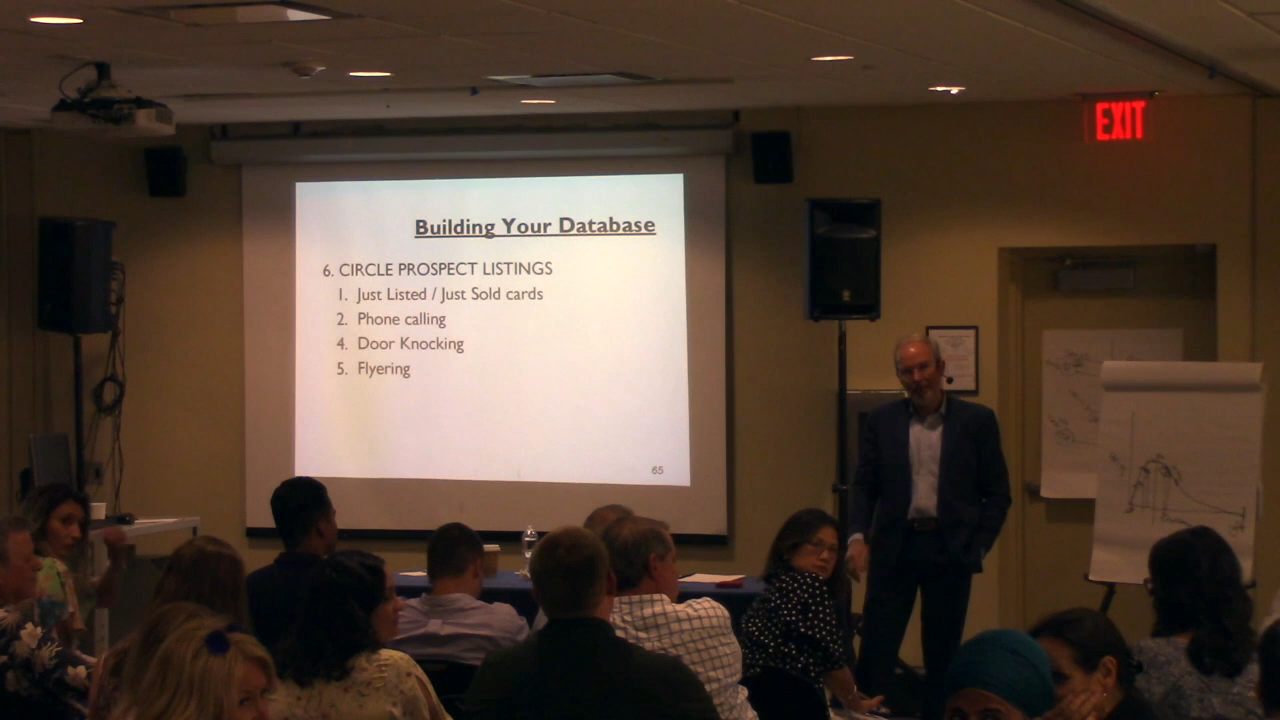 EXIT
Building Your Database
6. CIRCLE PROSPECT LISTINGS
1. Just Listed / Just Sold cards
2. Phone calling
4. Door Knocking
5. Flyering
65